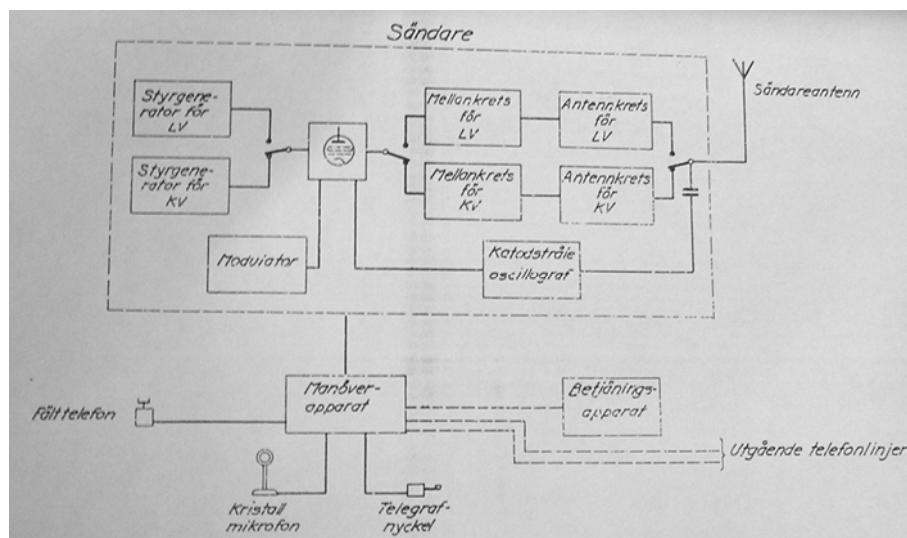 Sändare
Styrgene-
rator för
LV
Styrgene-
rator för
KV
Modulator
Mellankrets
för
LV
Antennkrets
för
LV
Mellankrets
för
KV
Antennkrets
för
KV
Katodstråle
oscillograf
Sändareantenn
Manöver-
apparat
Betjänings-
apparat
Fälttelefon
Utgående telefonlinjer
Kristall
mikrofon
Telegraf-
nyckel